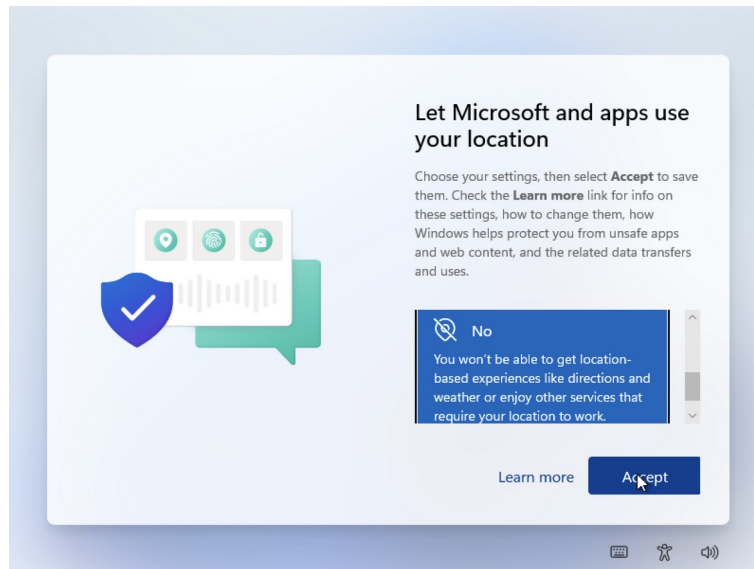 Let Microsoft and apps use
your location
Choose your settings, then select Accept to save
them. Check the Learn more link for info on
these settings, how to change them, how
Windows helps protect you from unsafe apps
and web content, and the related data transfers
and uses.
No
You won't be able to get location-
based experiences like directions and
weather or enjoy other services that
require your location to work.
Learn more
Accept